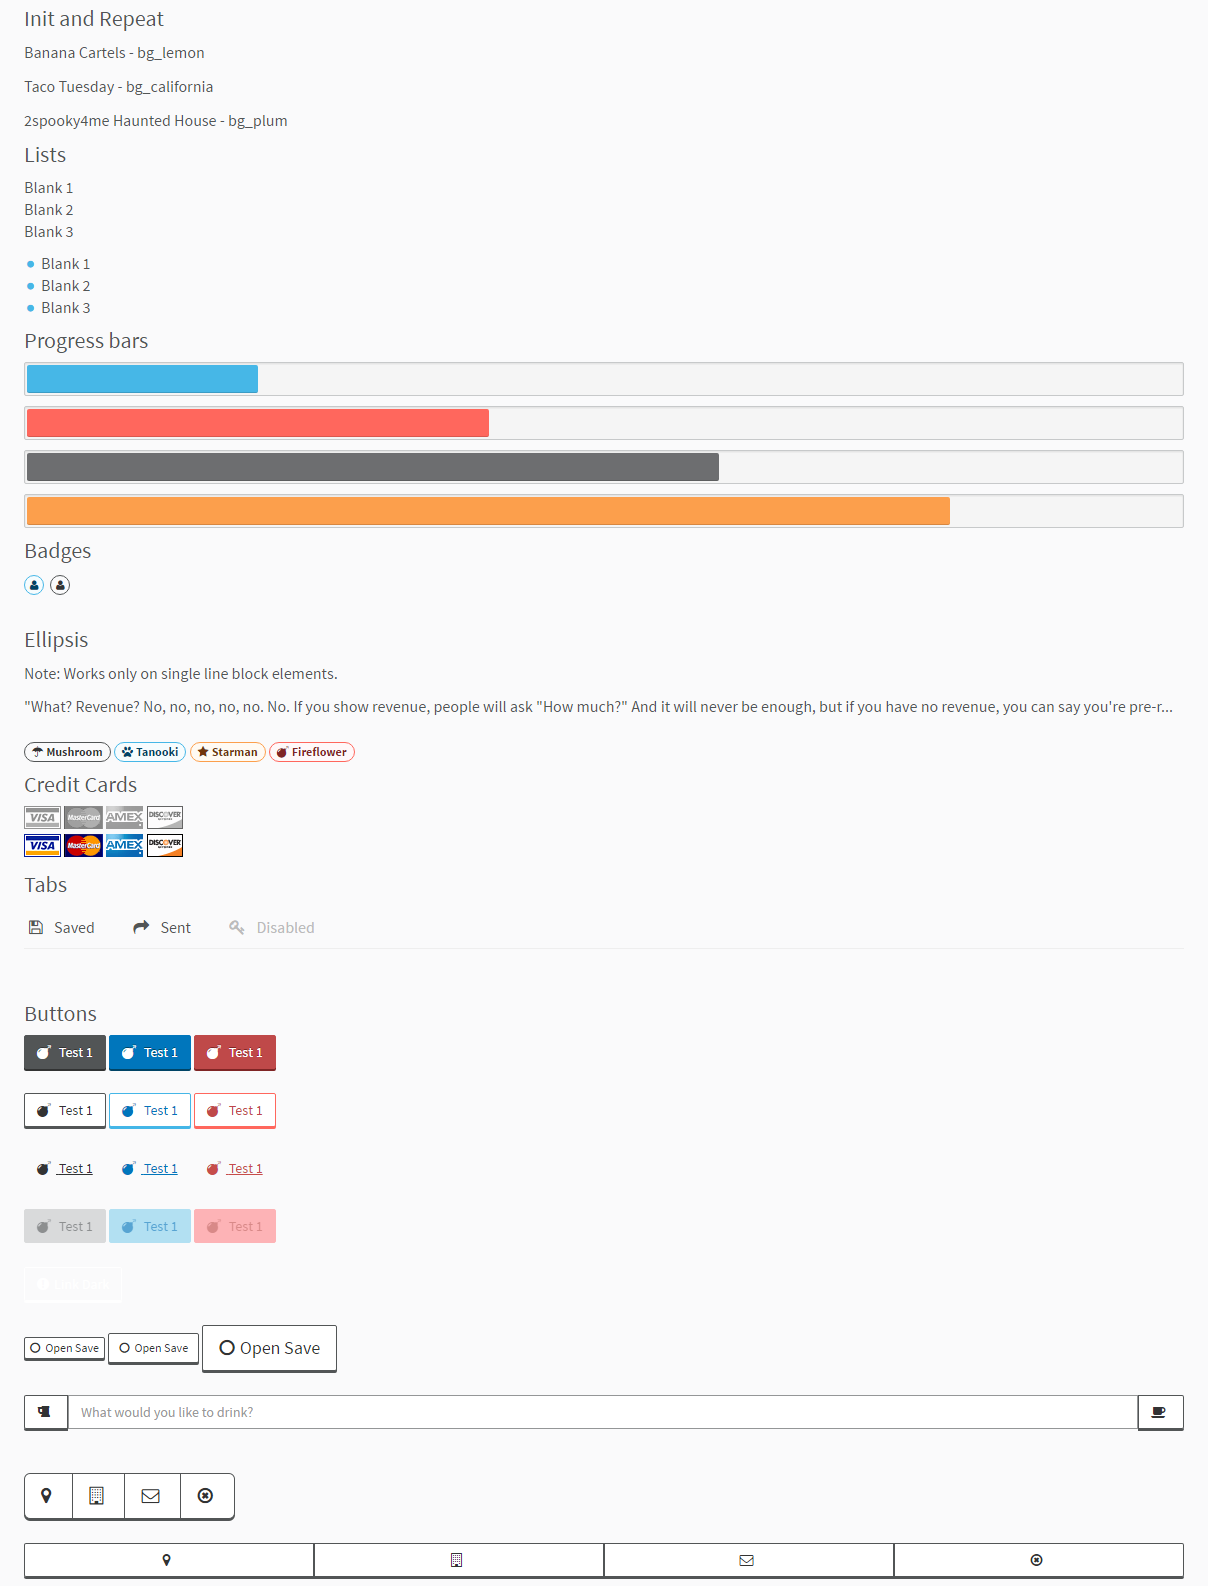 Init and Repeat
Banana Cartels - bg_lemon
Taco Tuesday - bg_california
2spooky4me Haunted House - bg_plum
Lists
Blank 1
Blank 2
Blank 3
Blank 1
Blank 2
Blank 3
Progress bars
Badges
Ellipsis
Note: Works only on single line block elements.
"What? Revenue? No, no, no, no, no. No. If you show revenue, people will ask "How much?" And it will never be enough, but if you have no revenue, you can say you're pre-r...
Mushroom Tanooki Starman Fireflower
Credit Cards
VISA MasterCard AMEX DISCOVER
VISA MasterCard AMEX DISCOVER
Tabs
Saved Sent Disabled
Buttons
Test 1 Test 1 Test 1
Test 1 Test 1 Test 1
Test 1 Test 1 Test 1
Test 1 Test 1 Test 1
Open Save Open Save Open Save
What would you like to drink?